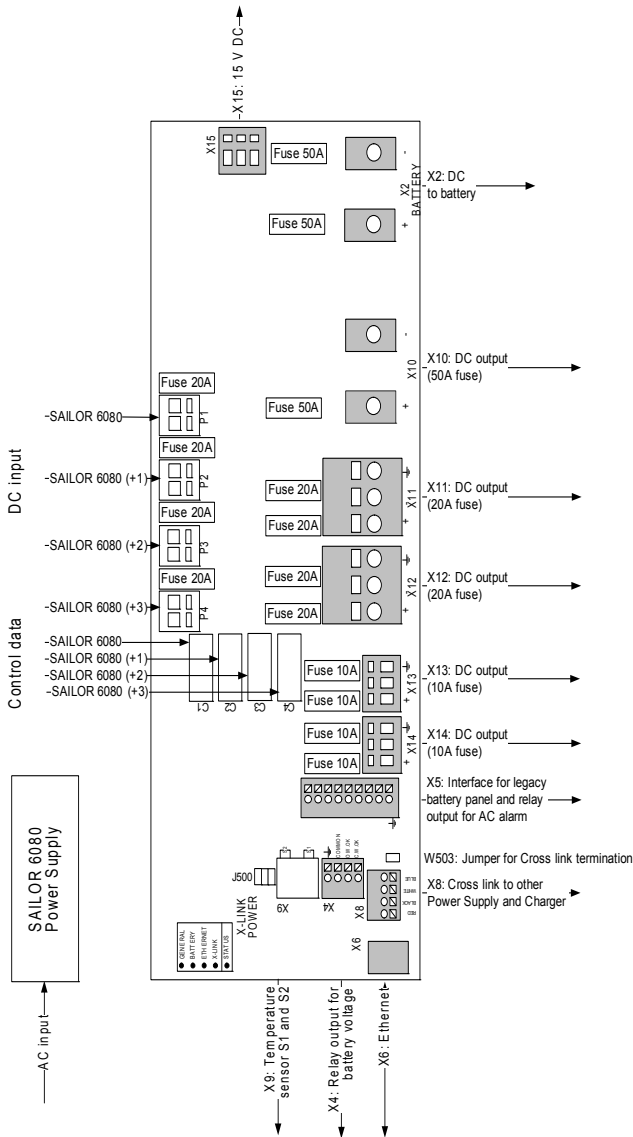 X15: 15 V DC
X15
Fuse 50A
-
X2
BATTERY
X2: DC
to battery
Fuse 50A
+
-
X10
X10: DC output
(50A fuse)
Fuse 50A
+
DC input
Fuse 20A
SAILOR 6080
P1
Fuse 20A
SAILOR 6080 (+1)
P2
Fuse 20A
SAILOR 6080 (+2)
P3
Fuse 20A
SAILOR 6080 (+3)
P4
Fuse 20A
Fuse 20A
X11
+
X11: DC output
(20A fuse)
Fuse 20A
Fuse 20A
X12
+
X12: DC output
(20A fuse)
Control data
SAILOR 6080
SAILOR 6080 (+1)
SAILOR 6080 (+2)
SAILOR 6080 (+3)
C1
C2
C3
C4
Fuse 10A
Fuse 10A
X13
+
X13: DC output
(10A fuse)
Fuse 10A
Fuse 10A
X14
+
X14: DC output
(10A fuse)
X5: Interface for legacy
battery panel and relay
output for AC alarm
SAILOR 6080
Power Supply
AC input
J500
X9
X4
COMMON
W503: Jumper for Cross link termination
X8
BLUE
WHITE
BLACK
RED
X8: Cross link to other
Power Supply and Charger
X-LINK
POWER
GENERAL
BATTERY
ETHERNET
X-LINK
STATUS
X6
X9: Temperature
sensor S1 and S2
X4: Relay output for
battery voltage
X6: Ethernet